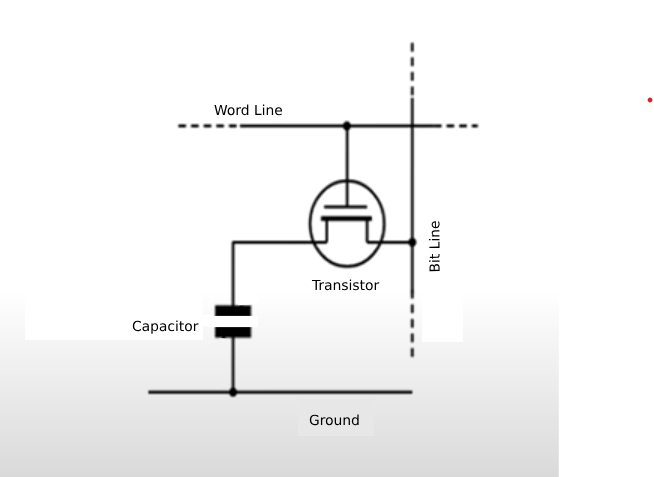 Word Line
Bit Line
Transistor
Capacitor
Ground